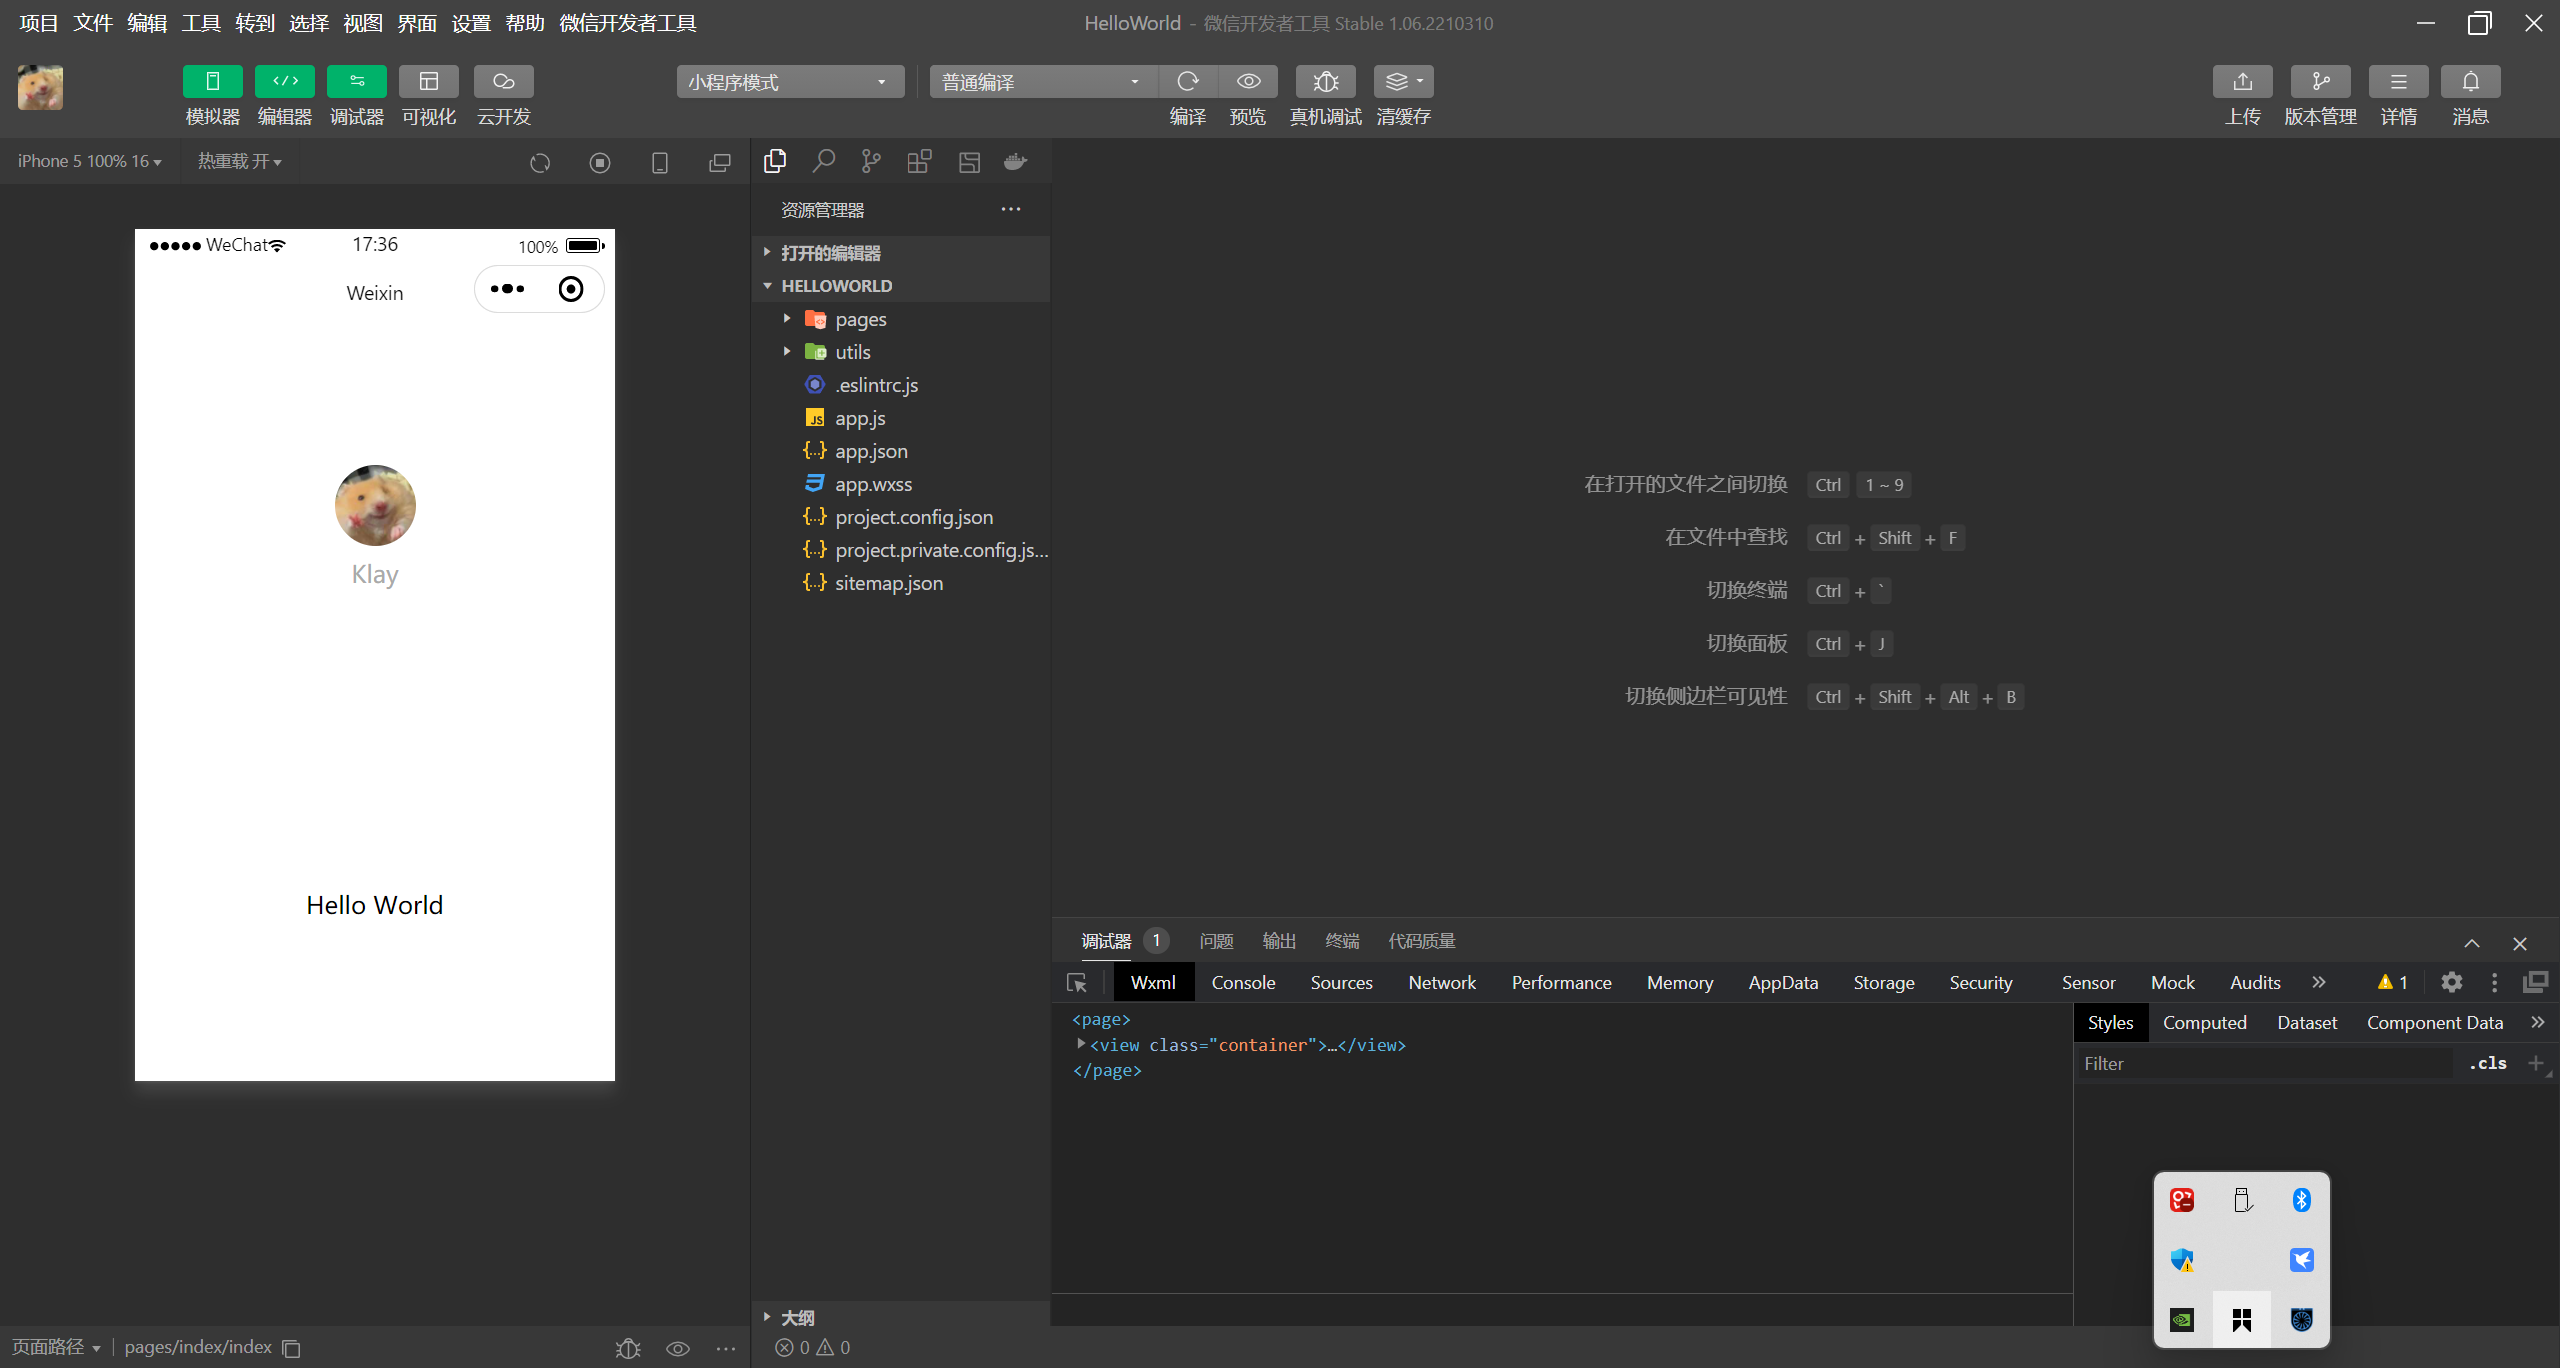 项目 文件 编辑 工具 转到 选择 视图 界面 设置 帮助 微信开发者工具
HelloWorld - 微信开发者工具 Stable 1.06.2210310
小程序模式
普通编译
模拟器 编辑器 调试器 可视化 云开发
编译 预览 真机调试 清缓存
上传 版本管理 详情 消息
iPhone 5 100% 16
热重载 开
WeChat
17:36
100%
Weixin
Klay
Hello World
页面路径
pages/index/index
资源管理器
打开的编辑器
HELLOWORLD
pages
utils
.eslintrc.js
JS
app.js
{..}
app.json
app.wxss
{..}
project.config.json
{..}
project.private.config.js...
{..}
sitemap.json
大纲
0
0
在打开的文件之间切换 Ctrl 1 ~ 9
在文件中查找 Ctrl + Shift + F
切换终端 Ctrl + `
切换面板 Ctrl + J
切换侧边栏可见性 Ctrl + Shift + Alt + B
调试器 1 问题 输出 终端 代码质量
Wxml Console Sources Network Performance Memory AppData Storage Security Sensor Mock Audits » 1
<page>
<view class="container">…</view>
</page>
Styles Computed Dataset Component Data »
Filter
.cls
+